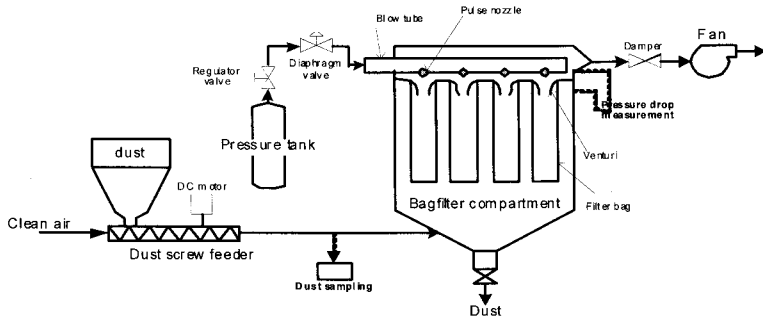 Blow tube
Pulse nozzle
Fan
Damper
Regulator
valve
Diaphragm
valve
Pressure drop
measurement
Pressure tank
Venturi
dust
DC motor
Filter bag
Bagfilter compartment
Clean air
Dust screw feeder
Dust sampling
Dust